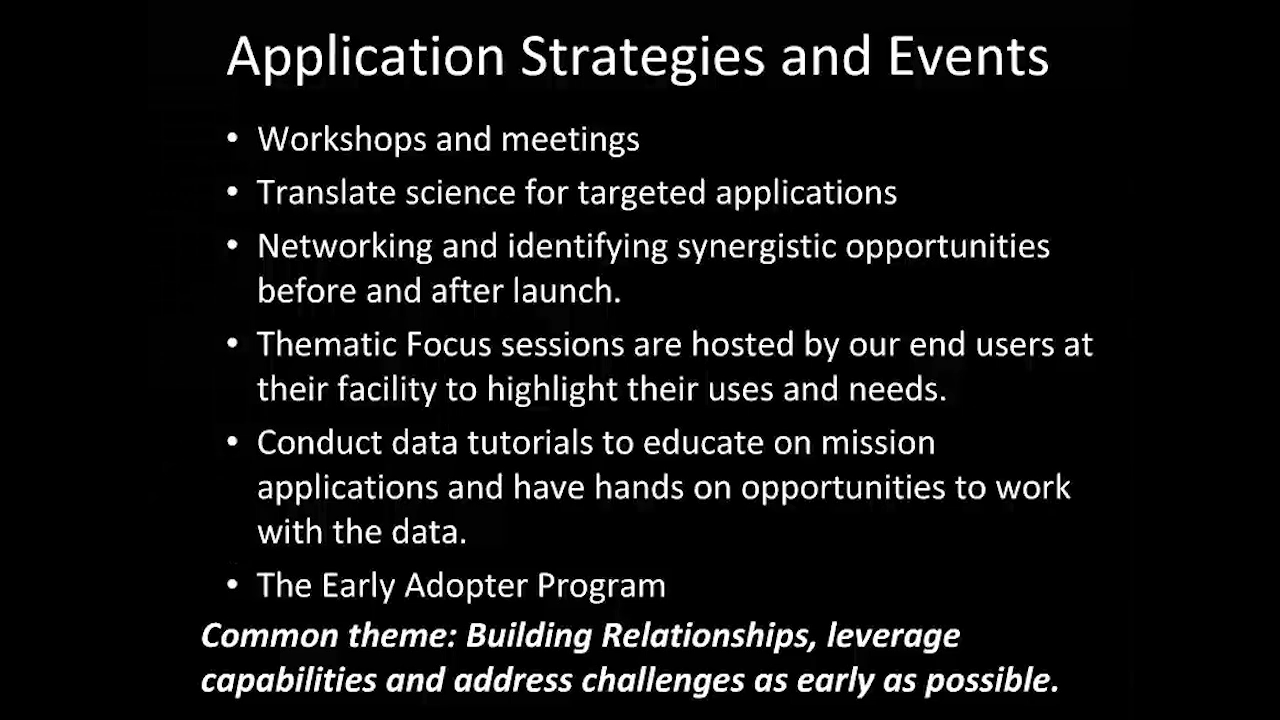 Application Strategies and Events
• Workshops and meetings
• Translate science for targeted applications
• Networking and identifying synergistic opportunities
before and after launch.
• Thematic Focus sessions are hosted by our end users at
their facility to highlight their uses and needs.
• Conduct data tutorials to educate on mission
applications and have hands on opportunities to work
with the data.
• The Early Adopter Program
Common theme: Building Relationships, leverage
capabilities and address challenges as early as possible.